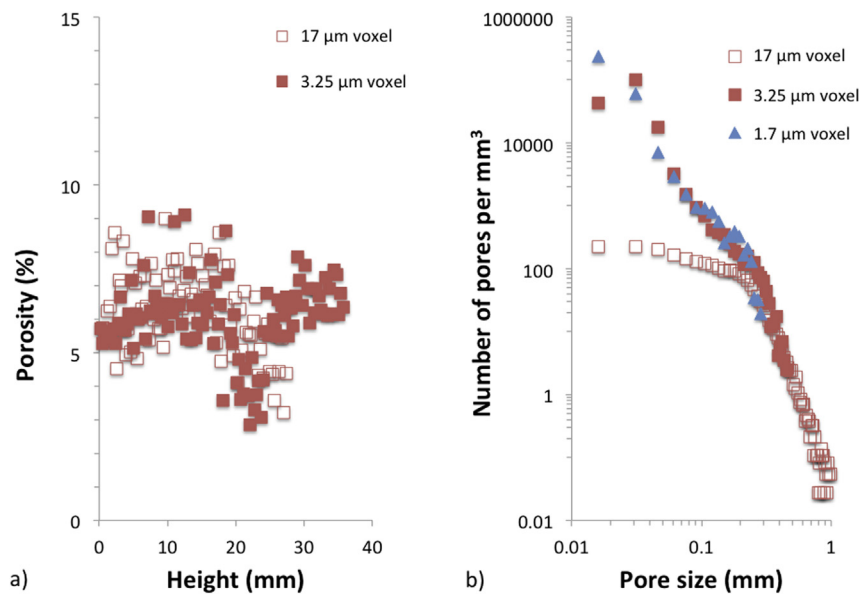 15
10
5
0
0 10 20 30 40
Porosity (%)
Height (mm)
17 µm voxel
3.25 µm voxel
a)
1000000
10000
100
1
0.01
0.01 0.1 1
Number of pores per mm³
Pore size (mm)
17 µm voxel
3.25 µm voxel
1.7 µm voxel
b)